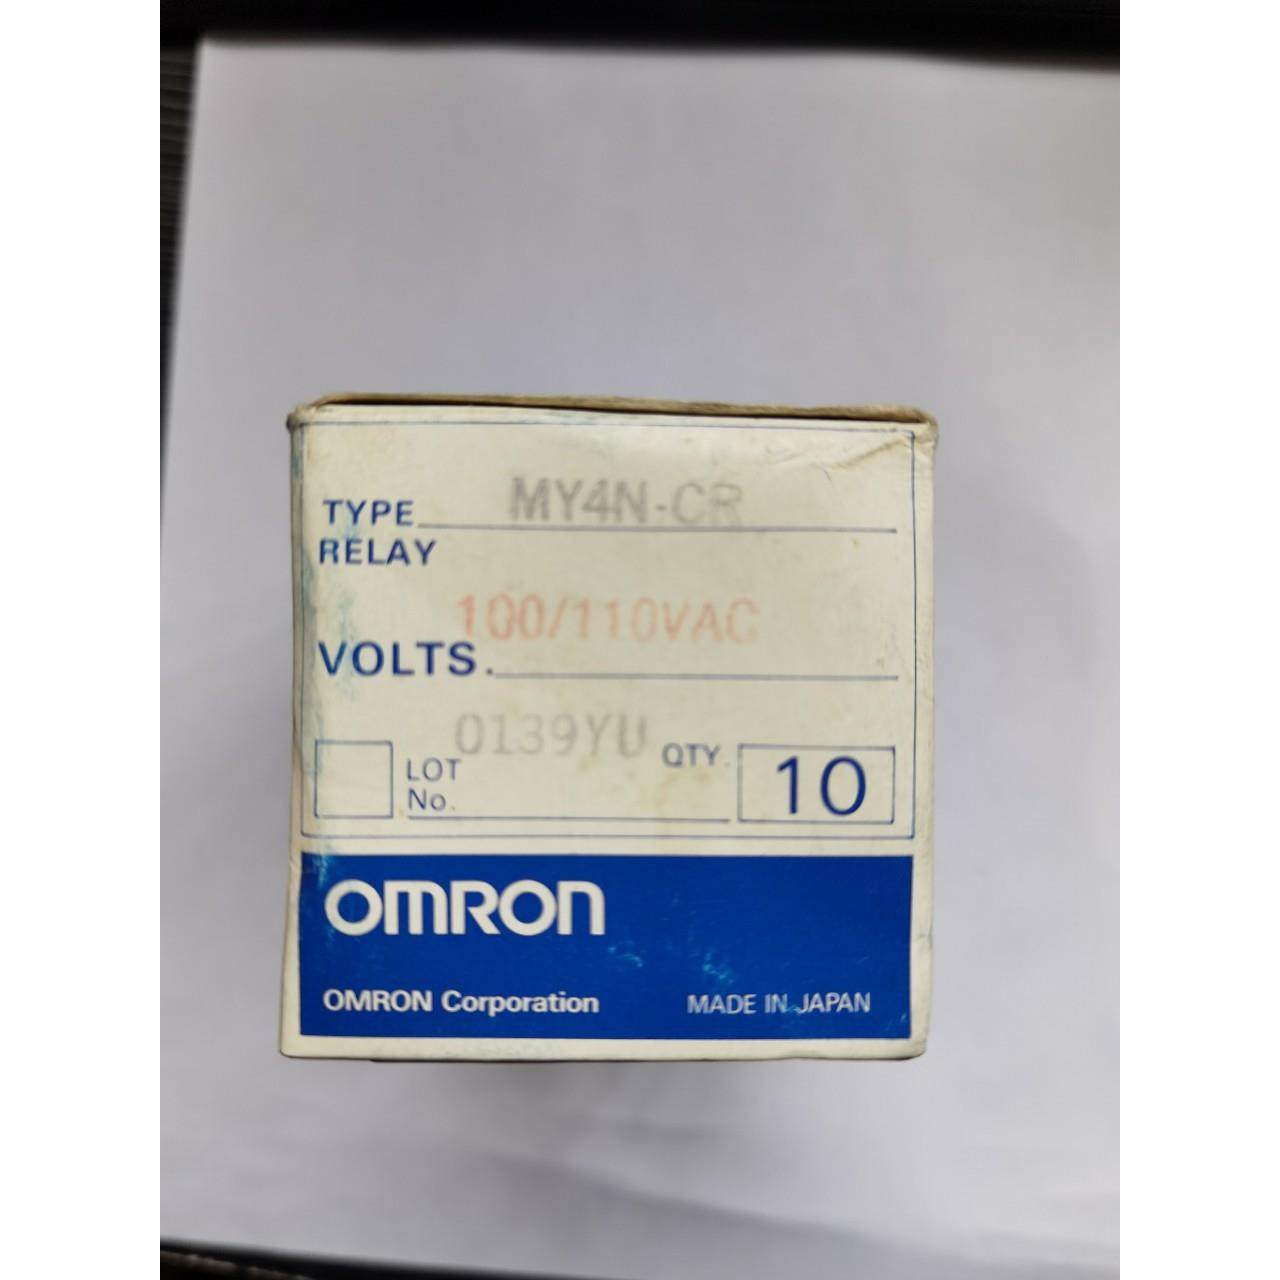 TYPE MY4N-CR
RELAY
100/110VAC
VOLTS.
0139YU
LOT No.
QTY. 10
OMRON
OMRON Corporation
MADE IN JAPAN